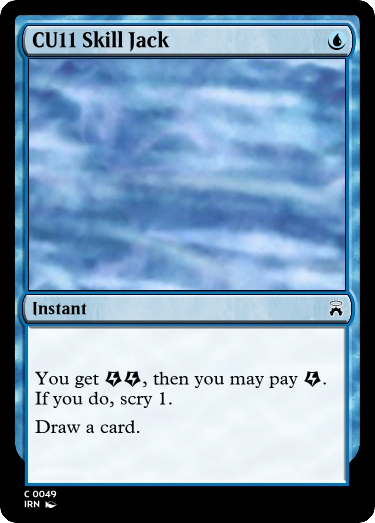 CU11 Skill Jack
Instant
You get , then you may pay .
If you do, scry 1.
Draw a card.
C 0049
IRN